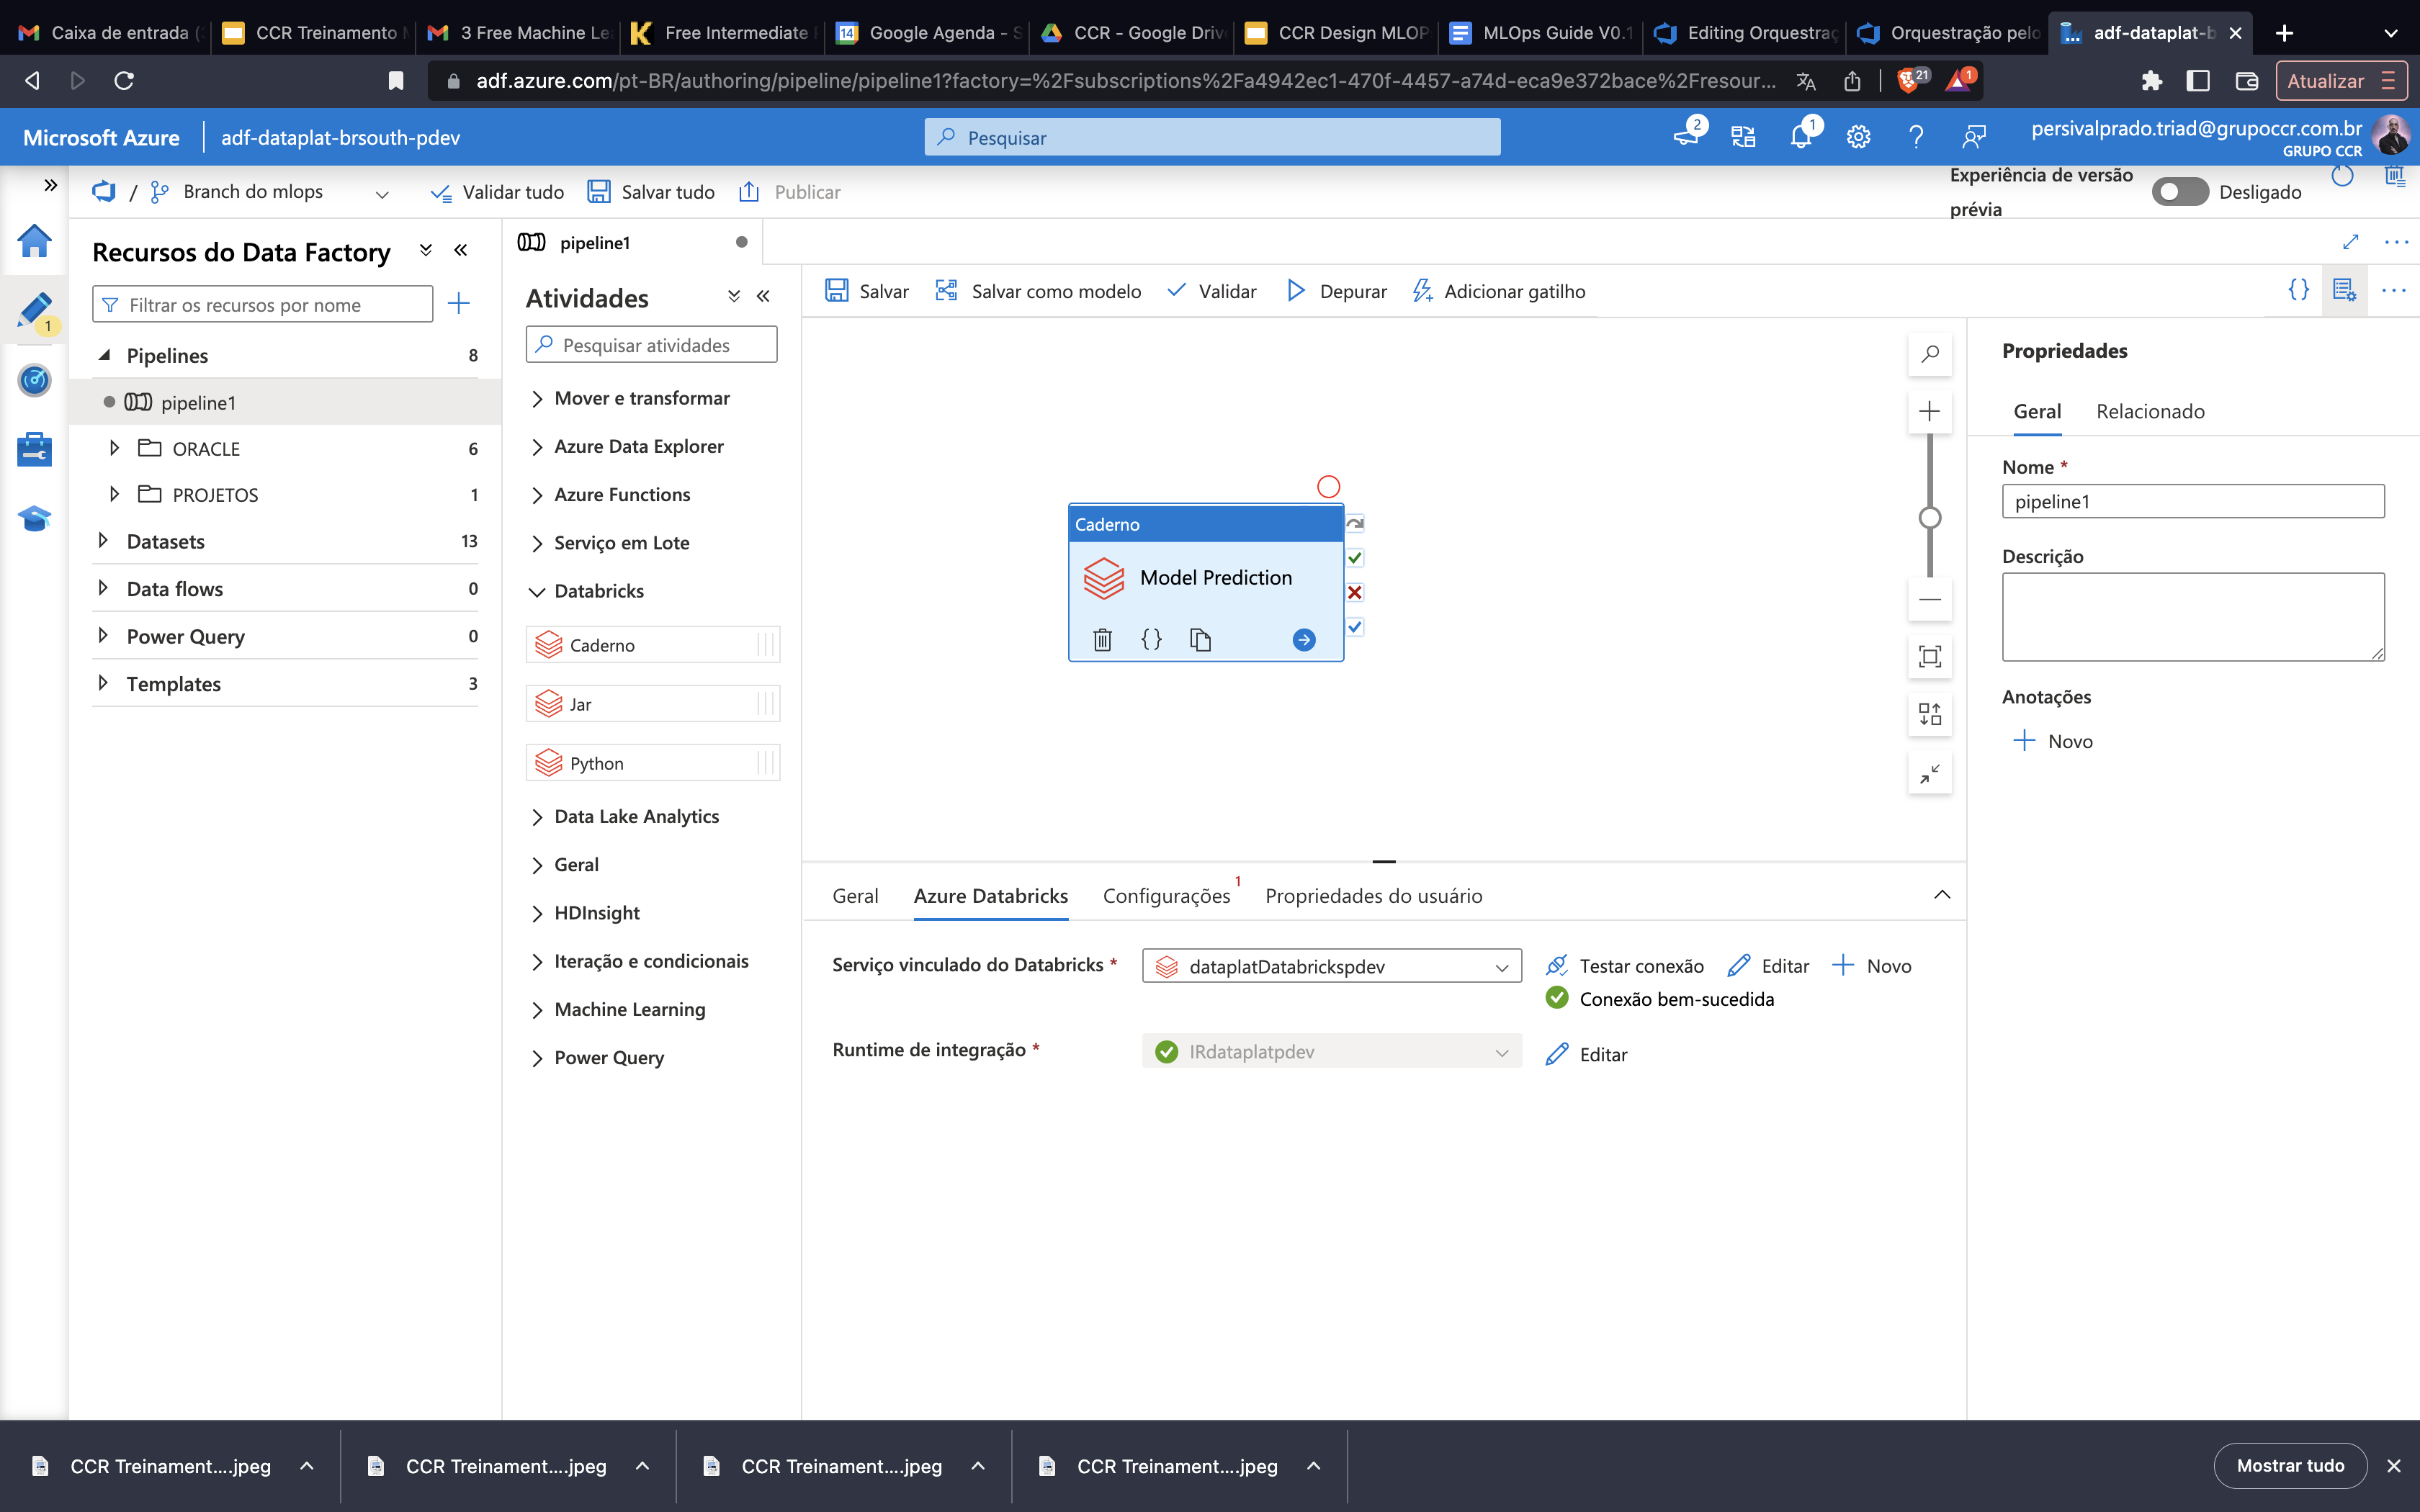 Caixa de entrada (
CCR Treinamento M
3 Free Machine Le
Free Intermediate
Google Agenda - S
CCR - Google Drive
CCR Design MLOP
MLOps Guide V0.1
Editing Orquestraç
Orquestração pelo
adf-dataplat-b
adf.azure.com/pt-BR/authoring/pipeline/pipeline1?factory=%2Fsubscriptions%2Fa4942ec1-470f-4457-a74d-eca9e372bace%2Fresour...
21
1
Atualizar
Microsoft Azure
adf-dataplat-brsouth-pdev
Pesquisar
2
1
persivalprado.triad@grupoccr.com.br
GRUPO CCR
/
Branch do mlops
Validar tudo
Salvar tudo
Publicar
Experiência de versão
prévia
Desligado
1
Recursos do Data Factory
Filtrar os recursos por nome
Pipelines
8
pipeline1
ORACLE
6
PROJETOS
1
Datasets
13
Data flows
0
Power Query
0
Templates
3
pipeline1
Atividades
Pesquisar atividades
Mover e transformar
Azure Data Explorer
Azure Functions
Serviço em Lote
Databricks
Caderno
Jar
Python
Data Lake Analytics
Geral
HDInsight
Iteração e condicionais
Machine Learning
Power Query
Salvar
Salvar como modelo
Validar
Depurar
Adicionar gatilho
{}
Caderno
Model Prediction
{}
Geral
Azure Databricks
Configurações 1
Propriedades do usuário
Serviço vinculado do Databricks *
dataplatDatabrickspdev
Testar conexão
Editar
Novo
Conexão bem-sucedida
Runtime de integração *
IRdataplatpdev
Editar
Propriedades
Geral
Relacionado
Nome *
pipeline1
Descrição
Anotações
Novo
CCR Treinament....jpeg
CCR Treinament....jpeg
CCR Treinament....jpeg
CCR Treinament....jpeg
Mostrar tudo